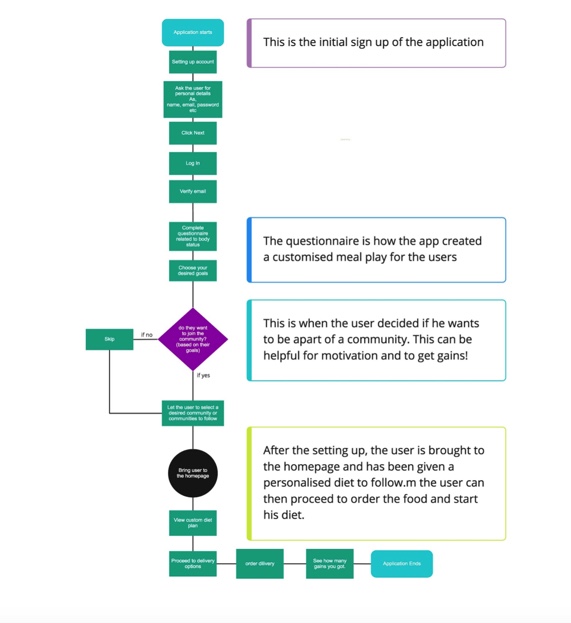 Application starts
This is the initial sign up of the application
Setting up account
Ask the user for
personal details
As,
name, email, password
etc
Click Next
Log In
Verify email
Complete
questionnaire
related to body
status
The questionnaire is how the app created
a customised meal play for the users
Choose your
desired goals
do they want
to join the
community?
(based on their
goals)
This is when the user decided if he wants
to be apart of a community. This can be
helpful for motivation and to get gains!
if no
Skip
if yes
Let the user to select a
desired community or
communities to follow
Bring user to
the homepage
After the setting up, the user is brought to
the homepage and has been given a
personalised diet to follow.m the user can
then proceed to order the food and start
his diet.
View custom diet
plan
Proceed to delivery
options
order dilivery
See how many
gains you got.
Application Ends